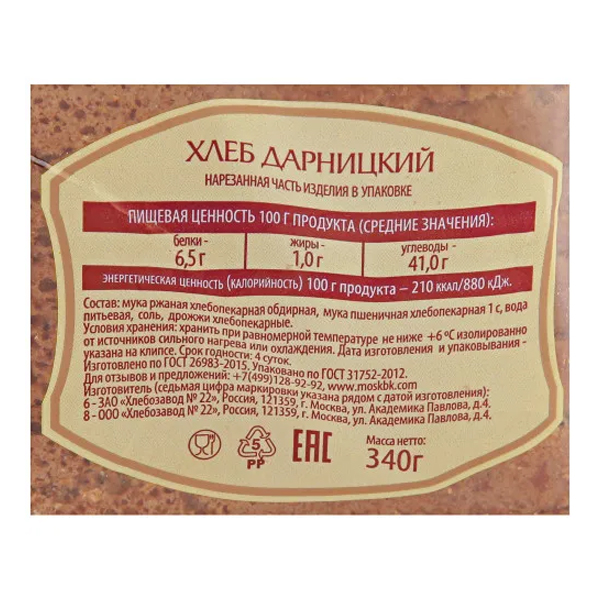 ХЛЕБ ДАРНИЦКИЙ
НАРЕЗАННАЯ ЧАСТЬ ИЗДЕЛИЯ В УПАКОВКЕ
ПИЩЕВАЯ ЦЕННОСТЬ 100 Г ПРОДУКТА (СРЕДНИЕ ЗНАЧЕНИЯ):
белки - 6,5 г
жиры - 1,0 г
углеводы - 41,0 г
ЭНЕРГЕТИЧЕСКАЯ ЦЕННОСТЬ (КАЛОРИЙНОСТЬ) 100 г продукта – 210 ккал/880 кДж.
Состав: мука ржаная хлебопекарная обдирная, мука пшеничная хлебопекарная 1 с, вода
питьевая, соль, дрожжи хлебопекарные.
Условия хранения: хранить при равномерной температуре не ниже +6 ºС изолированно
от источников сильного нагрева или охлаждения. Дата изготовления и упаковывания -
указана на клипсе. Срок годности: 4 суток.
Изготовлено по ГОСТ 26983-2015. Упаковано по ГОСТ 31752-2012.
Для отзывов и предложений: +7(499)128-92-92, www.moskbk.com
Изготовитель (седьмая цифра маркировки указана рядом с датой изготовления):
6 - ЗАО «Хлебозавод № 22», Россия, 121359, г. Москва, ул. Академика Павлова, д.4.
8 - ООО «Хлебозавод № 22», Россия, 121359, г. Москва, ул. Академика Павлова, д.4.
5
PP
ЕАС
Масса нетто:
340г